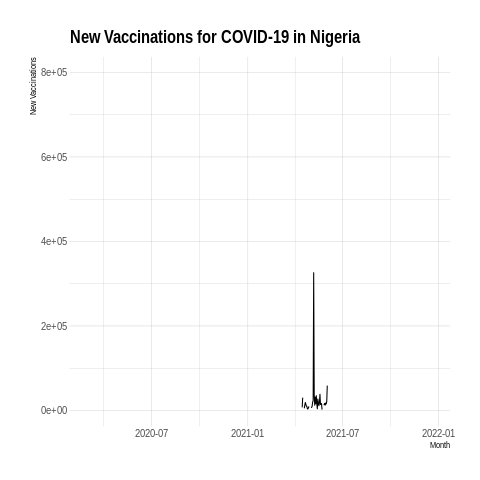 New Vaccinations for COVID-19 in Nigeria
New Vaccinations
8e+05
6e+05
4e+05
2e+05
0e+00
2020-07 2021-01 2021-07 2022-01
Month